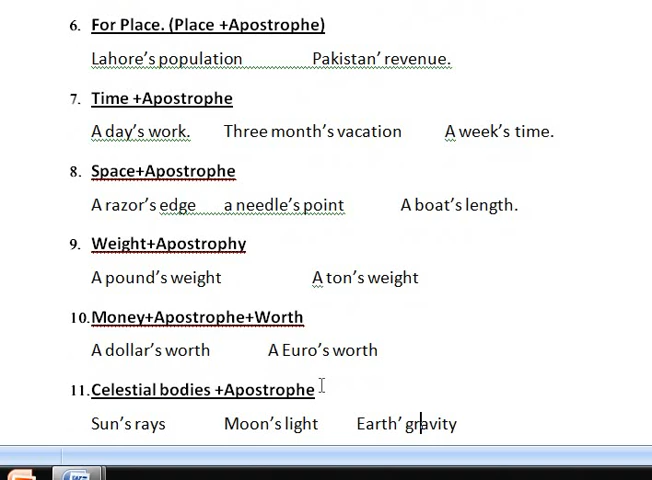 6. For Place. (Place +Apostrophe)
Lahore's population Pakistan' revenue.
7. Time +Apostrophe
A day's work. Three month's vacation A week's time.
8. Space+Apostrophe
A razor's edge a needle's point A boat's length.
9. Weight+Apostrophy
A pound's weight A ton's weight
10. Money+Apostrophe+Worth
A dollar's worth A Euro's worth
11. Celestial bodies +Apostrophe
Sun's rays Moon's light Earth' gravity